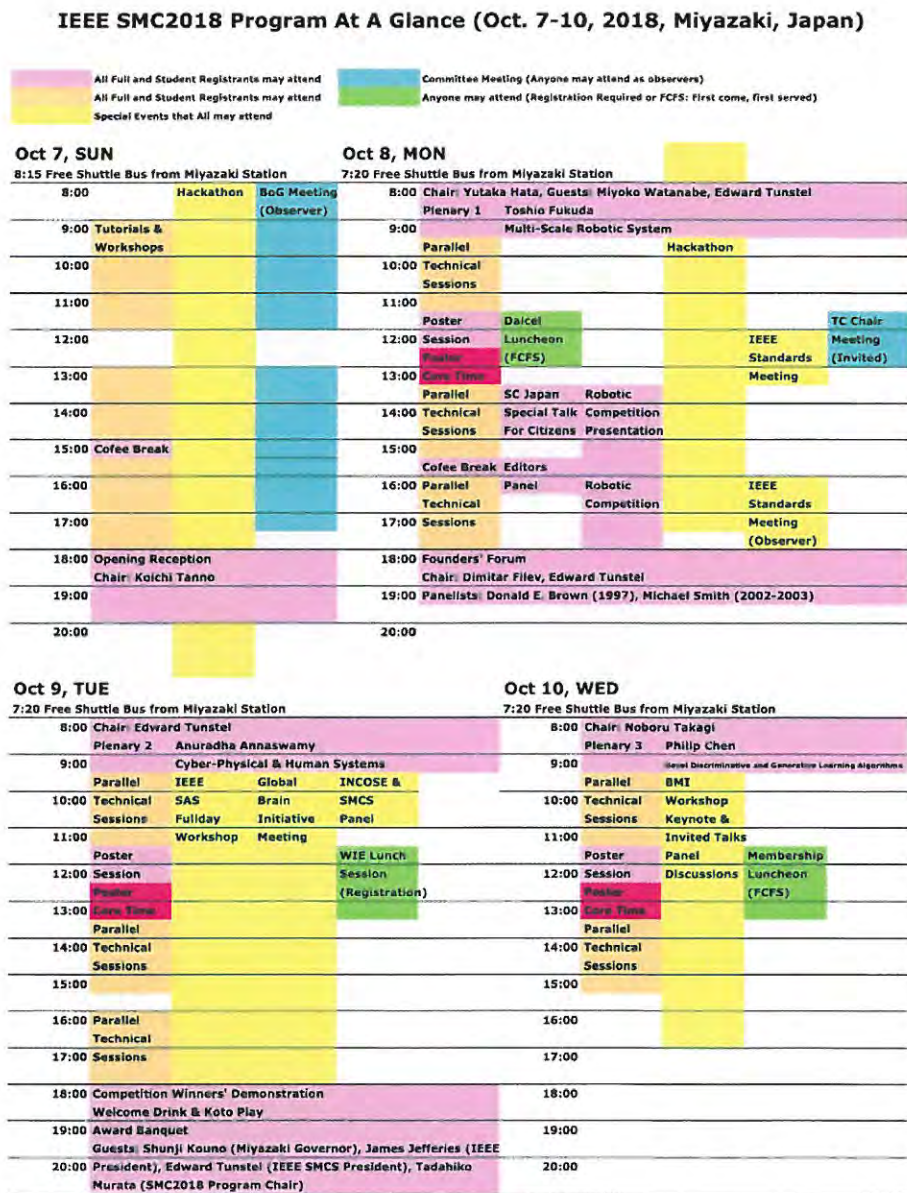 IEEE SMC2018 Program At A Glance (Oct. 7-10, 2018, Miyazaki, Japan)
All Full and Student Registrants may attend
Committee Meeting (Anyone may attend as observers)
All Full and Student Registrants may attend
Anyone may attend (Registration Required or FCFS: First come, first served)
Special Events that All may attend
Oct 7, SUN
8:15 Free Shuttle Bus from Miyazaki Station
8:00 Hackathon BoG Meeting
(Observer)
9:00 Tutorials &
Workshops
10:00
11:00
12:00
13:00
14:00
15:00 Cofee Break
16:00
17:00
18:00 Opening Reception
Chair: Koichi Tanno
19:00
20:00
Oct 8, MON
7:20 Free Shuttle Bus from Miyazaki Station
8:00 Chair: Yutaka Hata, Guests: Miyoko Watanabe, Edward Tunstel
Plenary 1 Toshio Fukuda
9:00 Multi-Scale Robotic System
Parallel Hackathon
10:00 Technical
Sessions
11:00
Poster Daicel TC Chair
12:00 Session Luncheon IEEE Meeting
Poster (FCFS) Standards (Invited)
13:00 Core Time Meeting
Parallel SC Japan Robotic
14:00 Technical Special Talk Competition
Sessions For Citizens Presentation
15:00
Cofee Break Editors
16:00 Parallel Panel Robotic IEEE
Technical Competition Standards
17:00 Sessions Meeting
(Observer)
18:00 Founders' Forum
Chair: Dimitar Filev, Edward Tunstel
19:00 Panelists: Donald E. Brown (1997), Michael Smith (2002-2003)
20:00
Oct 9, TUE
7:20 Free Shuttle Bus from Miyazaki Station
8:00 Chair: Edward Tunstel
Plenary 2 Anuradha Annaswamy
9:00 Cyber-Physical & Human Systems
Parallel IEEE Global INCOSE &
10:00 Technical SAS Brain SMCS
Sessions Fullday Initiative Panel
11:00 Workshop Meeting
Poster WIE Lunch
12:00 Session Session
Poster (Registration)
13:00 Core Time
Parallel
14:00 Technical
Sessions
15:00
16:00 Parallel
Technical
17:00 Sessions
18:00 Competition Winners' Demonstration
Welcome Drink & Koto Play
19:00 Award Banquet
Guests: Shunji Kouno (Miyazaki Governor), James Jefferies (IEEE
20:00 President), Edward Tunstel (IEEE SMCS President), Tadahiko
Murata (SMC2018 Program Chair)
Oct 10, WED
7:20 Free Shuttle Bus from Miyazaki Station
8:00 Chair: Noboru Takagi
Plenary 3 Philip Chen
9:00 Discriminative and Generative Learning Algorithms
Parallel BMI
10:00 Technical Workshop
Sessions Keynote &
11:00 Invited Talks
Poster Panel Membership
12:00 Session Discussions Luncheon
Poster (FCFS)
13:00 Core Time
Parallel
14:00 Technical
Sessions
15:00
16:00
17:00
18:00
19:00
20:00